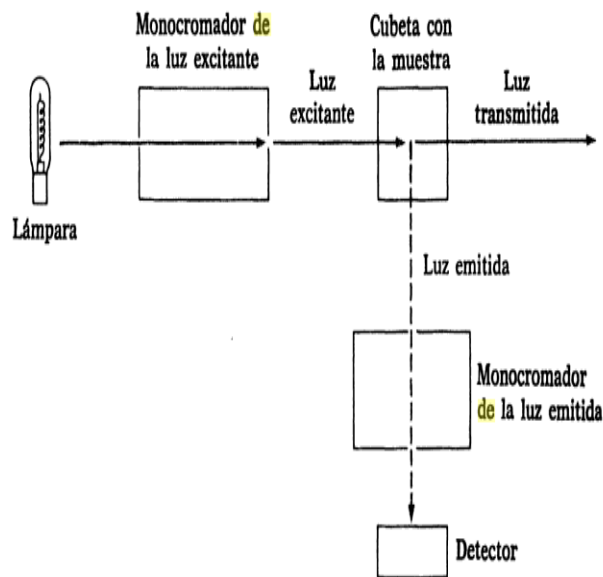 Monocromador de
la luz excitante
Cubeta con
la muestra
Luz
excitante
Luz
transmitida
Lámpara
Luz emitida
Monocromador
de la luz emitida
Detector